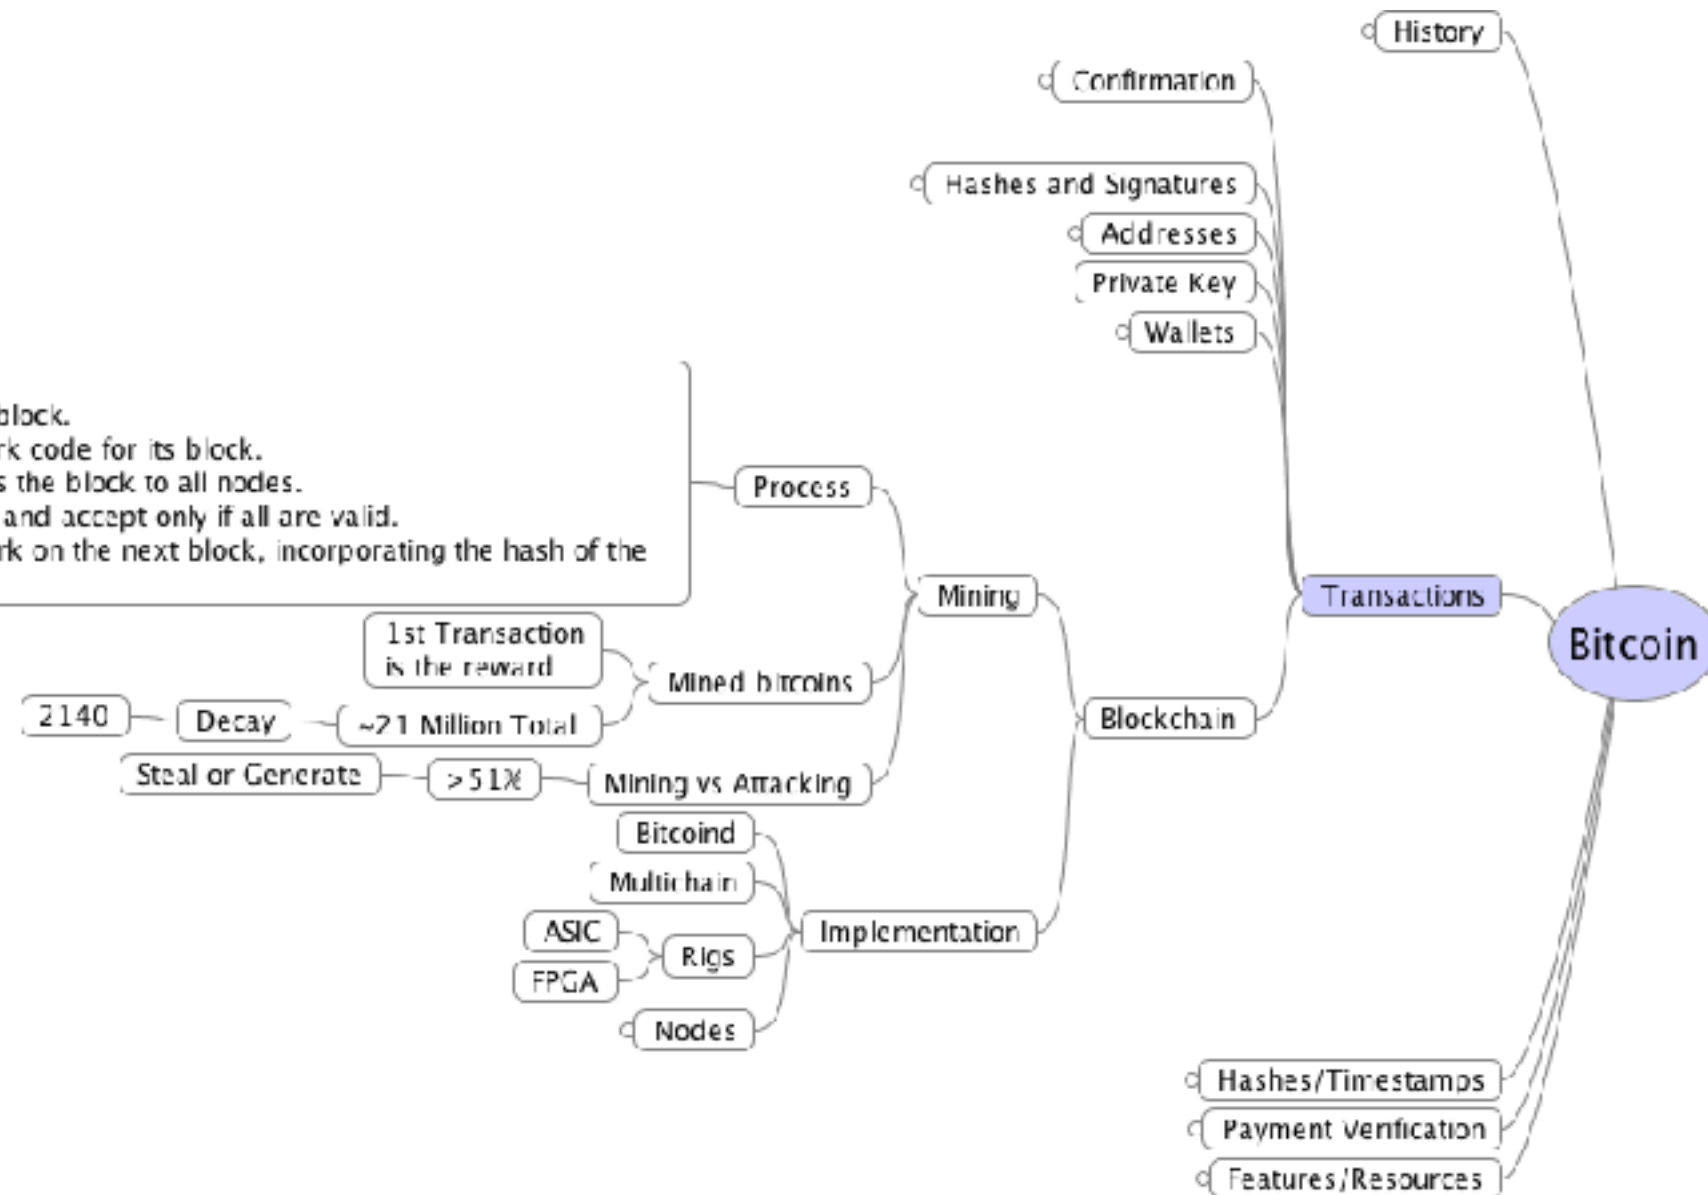 History
Confirmation
Hashes and Signatures
Addresses
Private Key
Wallets
block.
rk code for its block.
s the block to all nodes.
and accept only if all are valid.
rk on the next block, incorporating the hash of the
Process
Mining
Transactions
Bitcoin
1st Transaction
is the reward
Mined bitcoins
2140
Decay
~21 Million Total
Blockchain
Steal or Generate
>51%
Mining vs Attacking
Bitcoind
Multichain
ASIC
Rigs
FPGA
Implementation
Nodes
Hashes/Timestamps
Payment Verification
Features/Resources